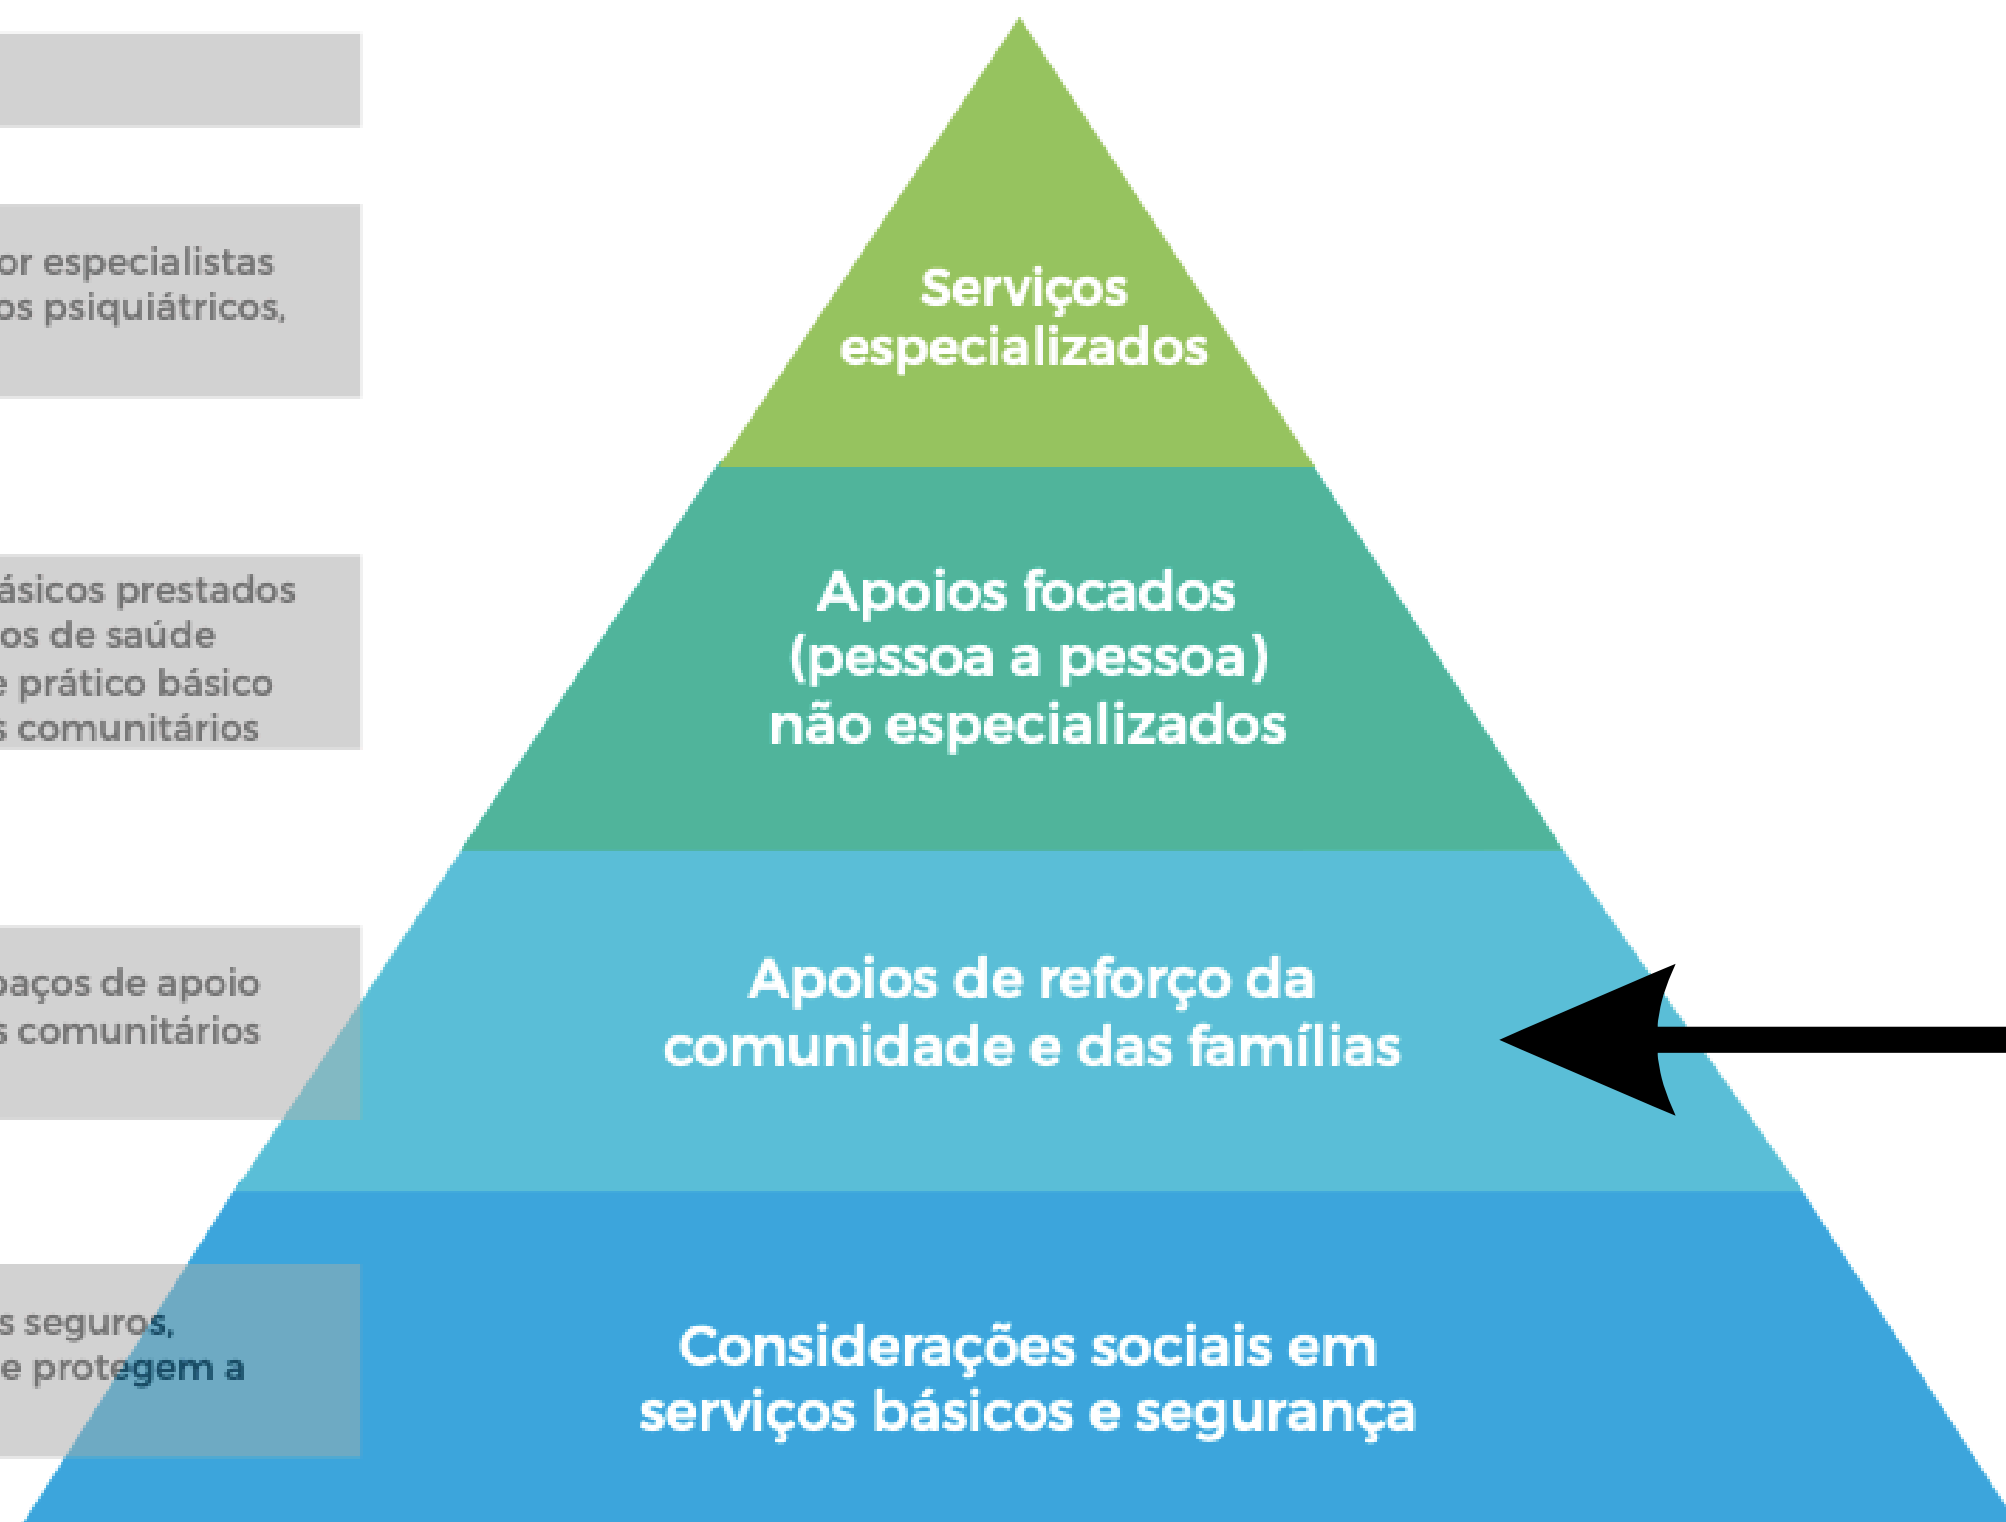 or especialistas
os psiquiátricos,
ásicos prestados
os de saúde
e prático básico
s comunitários
paços de apoio
s comunitários
s seguros,
e protegem a
Serviços
especializados
Apoios focados
(pessoa a pessoa)
não especializados
Apoios de reforço da
comunidade e das famílias
Considerações sociais em
serviços básicos e segurança